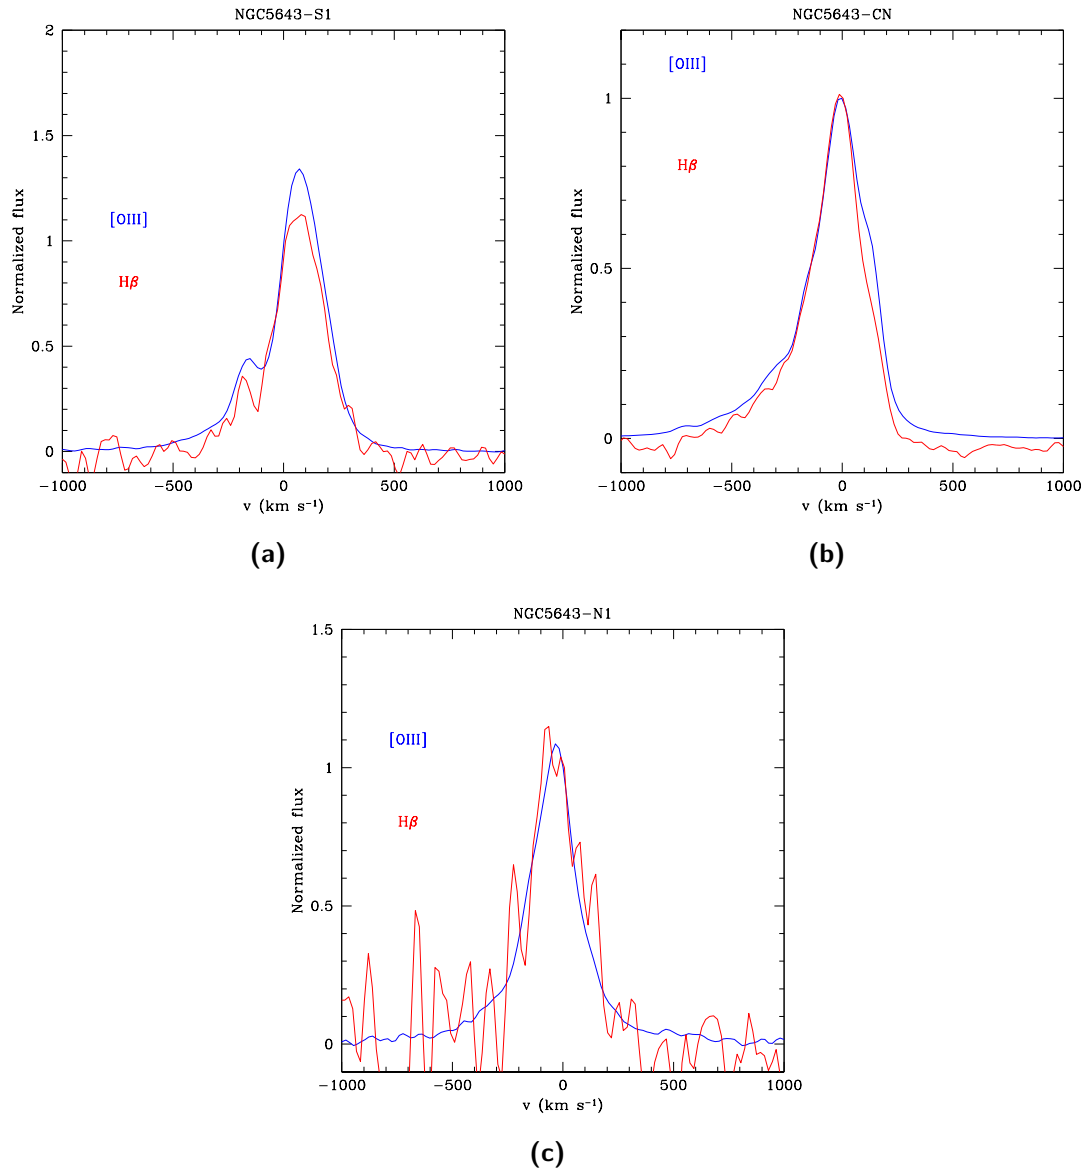 NGC5643-S1
2
1.5
1
0.5
0
Normalized flux
[OIII]
Hβ
-1000
-500
0
500
1000
v (km s⁻¹)
(a)
NGC5643-CN
1
0.5
0
Normalized flux
[OIII]
Hβ
-1000
-500
0
500
1000
v (km s⁻¹)
(b)
NGC5643-N1
1.5
1
0.5
0
Normalized flux
[OIII]
Hβ
-1000
-500
0
500
1000
v (km s⁻¹)
(c)